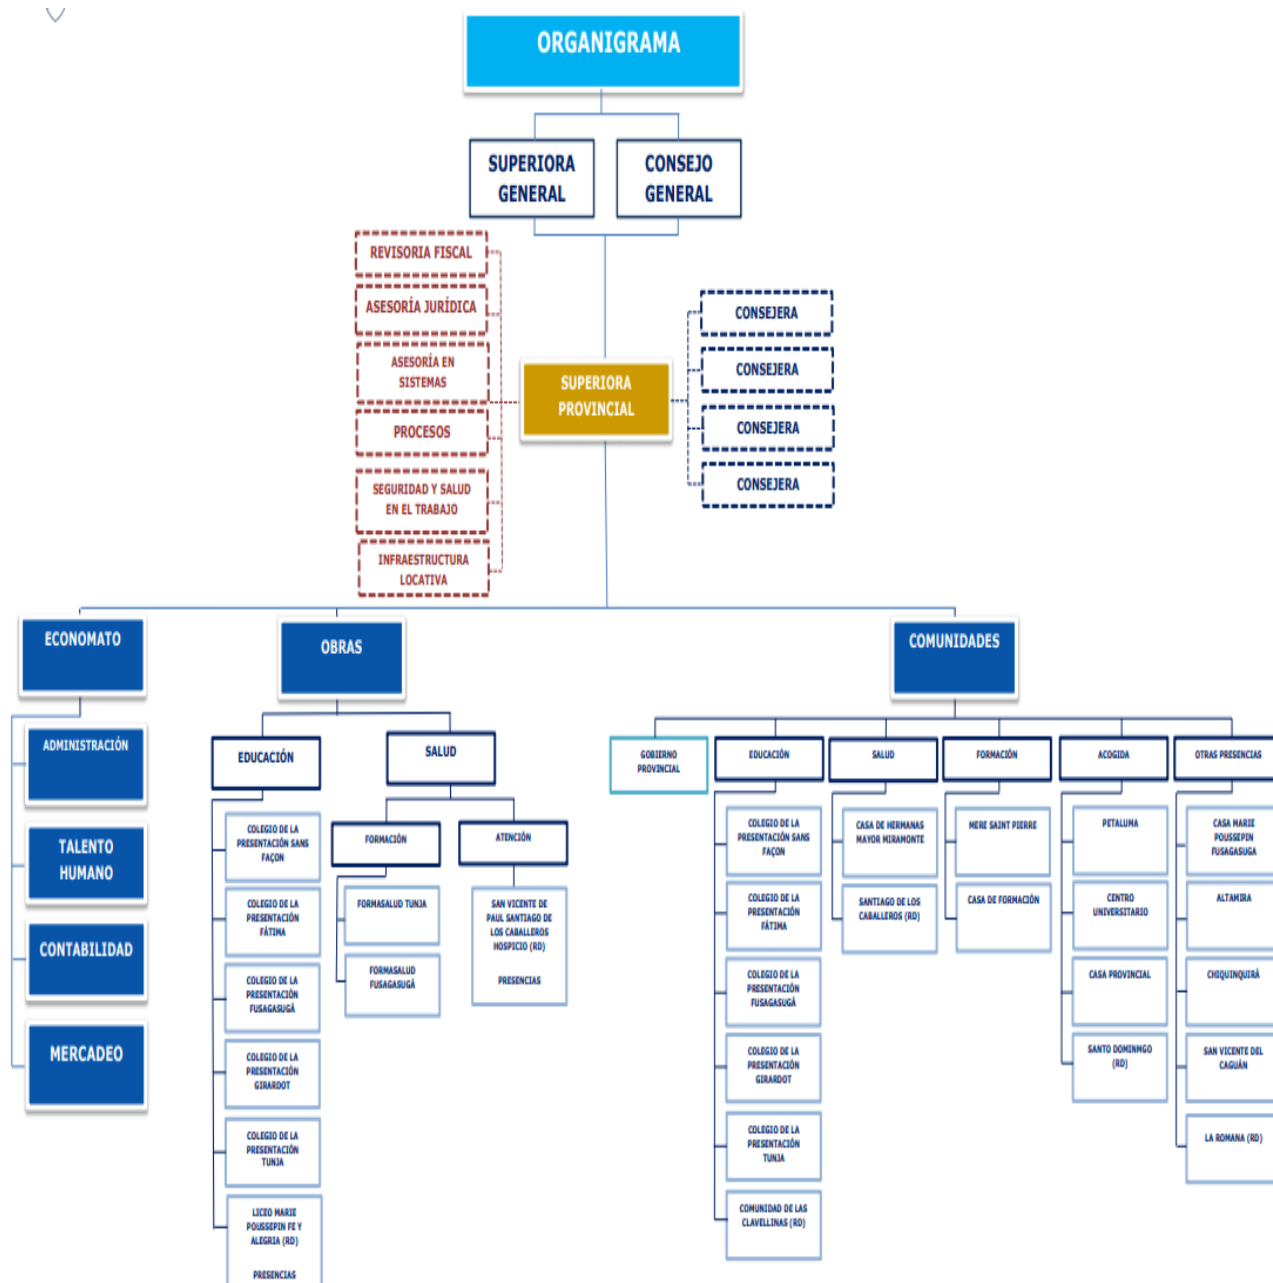 ORGANIGRAMA
SUPERIORA
GENERAL
CONSEJO
GENERAL
REVISORIA FISCAL
ASESORÍA JURÍDICA
ASESORÍA EN
SISTEMAS
PROCESOS
SEGURIDAD Y SALUD
EN EL TRABAJO
INFRAESTRUCTURA
LOCATIVA
SUPERIORA
PROVINCIAL
CONSEJERA
CONSEJERA
CONSEJERA
CONSEJERA
ECONOMATO
ADMINISTRACIÓN
TALENTO
HUMANO
CONTABILIDAD
MERCADEO
OBRAS
EDUCACIÓN
COLEGIO DE LA
PRESENTACIÓN SANS
FAÇON
COLEGIO DE LA
PRESENTACIÓN
FÁTIMA
COLEGIO DE LA
PRESENTACIÓN
FUSAGASUGÁ
COLEGIO DE LA
PRESENTACIÓN
GIRARDOT
COLEGIO DE LA
PRESENTACIÓN
TUNJA
LICEO MARIE
POUSSEPIN FE Y
ALEGRIA (RD)
PRESENCIAS
SALUD
FORMACIÓN
FORMASALUD TUNJA
FORMASALUD
FUSAGASUGÁ
ATENCIÓN
SAN VICENTE DE
PAUL SANTIAGO DE
LOS CABALLEROS
HOSPICIO (RD)
PRESENCIAS
COMUNIDADES
GOBIERNO
PROVINCIAL
EDUCACIÓN
COLEGIO DE LA
PRESENTACIÓN SANS
FAÇON
COLEGIO DE LA
PRESENTACIÓN
FÁTIMA
COLEGIO DE LA
PRESENTACIÓN
FUSAGASUGÁ
COLEGIO DE LA
PRESENTACIÓN
GIRARDOT
COLEGIO DE LA
PRESENTACIÓN
TUNJA
COMUNIDAD DE LAS
CLAVELLINAS (RD)
SALUD
CASA DE HERMANAS
MAYOR MIRAMONTE
SANTIAGO DE LOS
CABALLEROS (RD)
FORMACIÓN
MERE SAINT PIERRE
CASA DE FORMACIÓN
ACOGIDA
PETALUMA
CENTRO
UNIVERSITARIO
CASA PROVINCIAL
SANTO DOMINMGO
(RD)
OTRAS PRESENCIAS
CASA MARIE
POUSSEPIN
FUSAGASUGA
ALTAMIRA
CHIQUINQUIRÁ
SAN VICENTE DEL
CAGUÁN
LA ROMANA (RD)